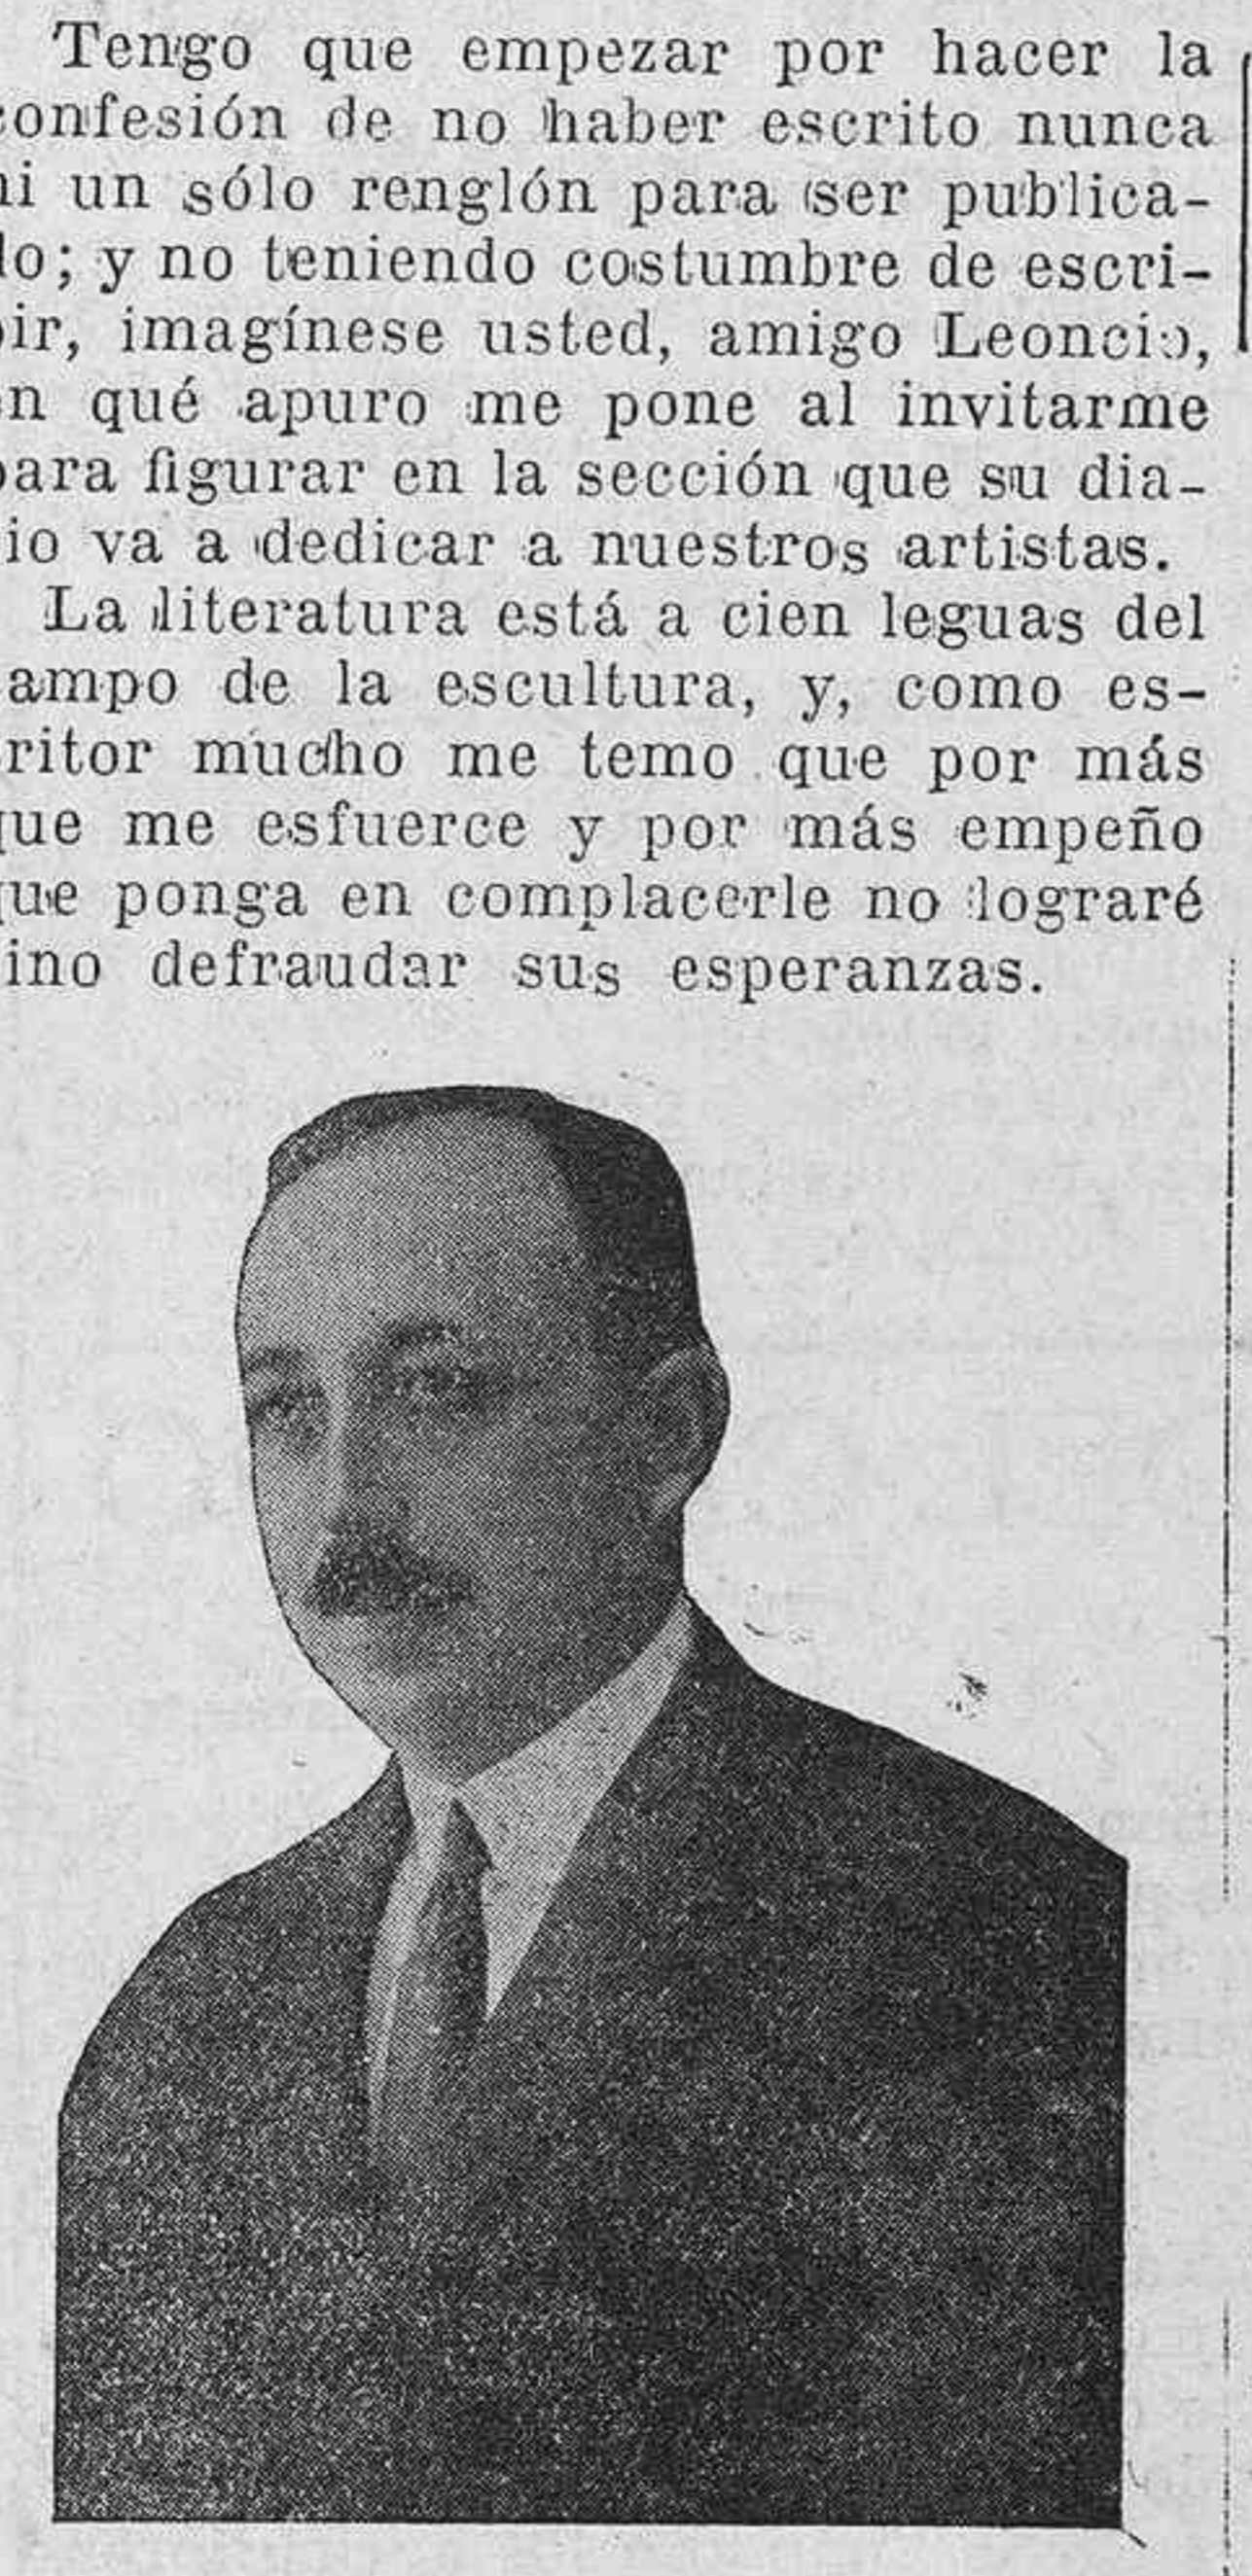 Tengo que empezar por hacer la
confesión de no haber escrito nunca
ni un sólo renglón para ser publica-
do; y no teniendo costumbre de escri-
bir, imagínese usted, amigo Leoncio,
en qué apuro me pone al invitarme
para figurar en la sección que su dia-
rio va a dedicar a nuestros artistas.
La literatura está a cien leguas del
campo de la escultura, y, como es-
critor mucho me temo que por más
que me esfuerce y por más empeño
que ponga en complacerle no lograré
sino defraudar sus esperanzas.